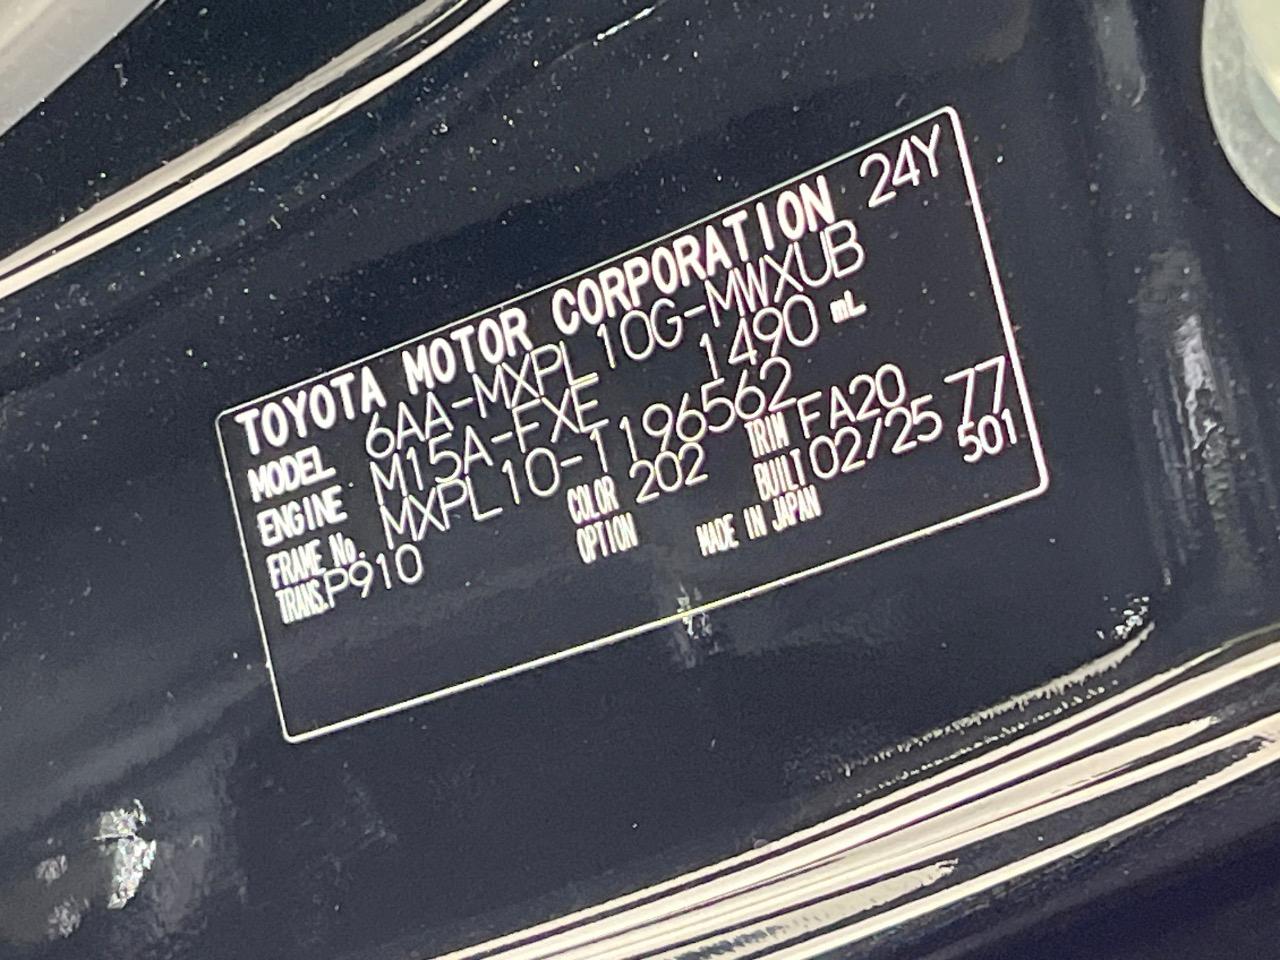 TOYOTA MOTOR CORPORATION 24Y
MODEL 6AA-MXPL10G-MWXUB
ENGINE M15A-FXE 1490 mL
FRAME No. MXPL10-1196562
TRANS. P910 COLOR 202 TRIM FA20 77
OPTION BUILT 02/25 501
MADE IN JAPAN